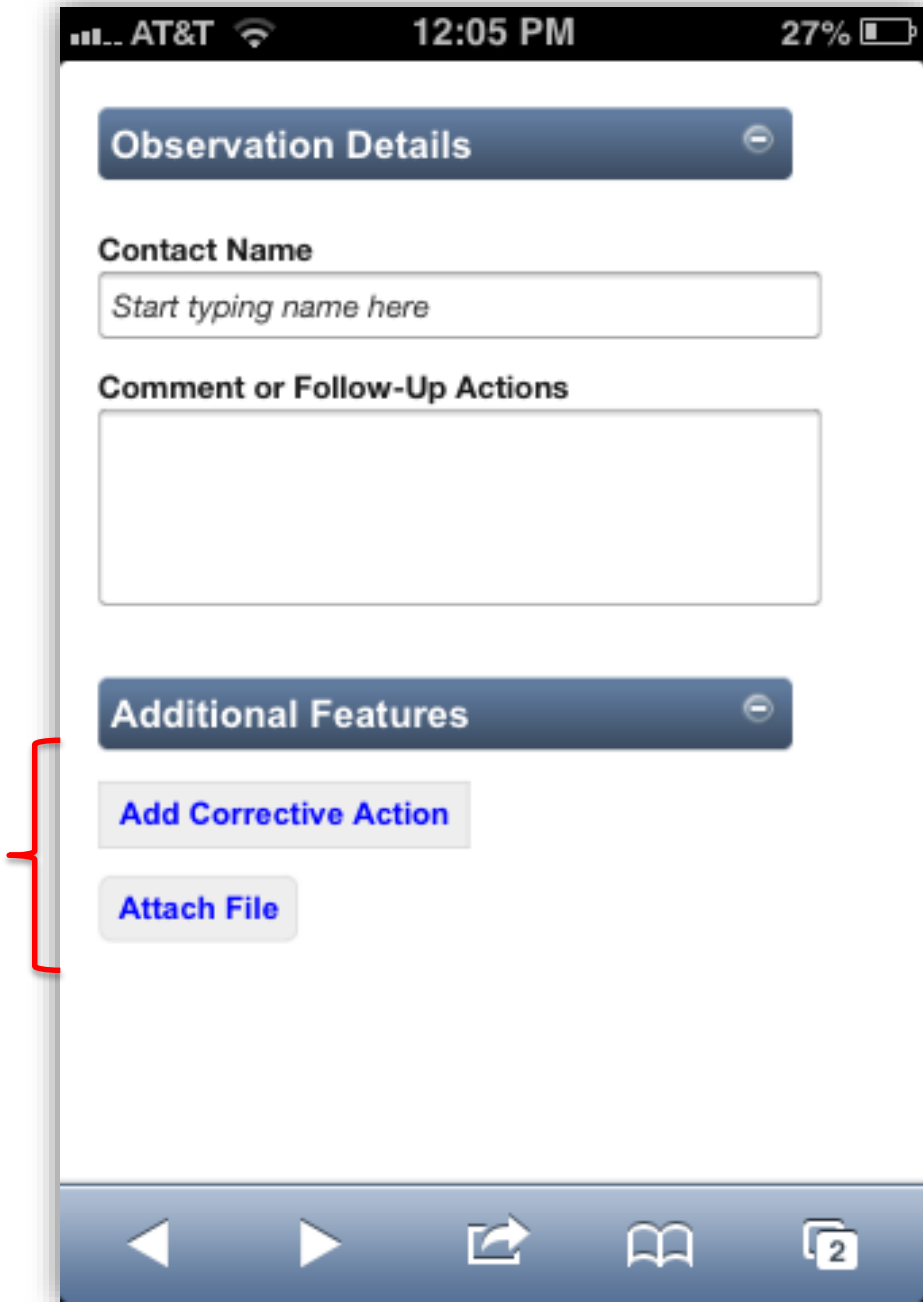 AT&T 12:05 PM 27%
Observation Details
Contact Name
Start typing name here
Comment or Follow-Up Actions
Additional Features
Add Corrective Action
Attach File
2